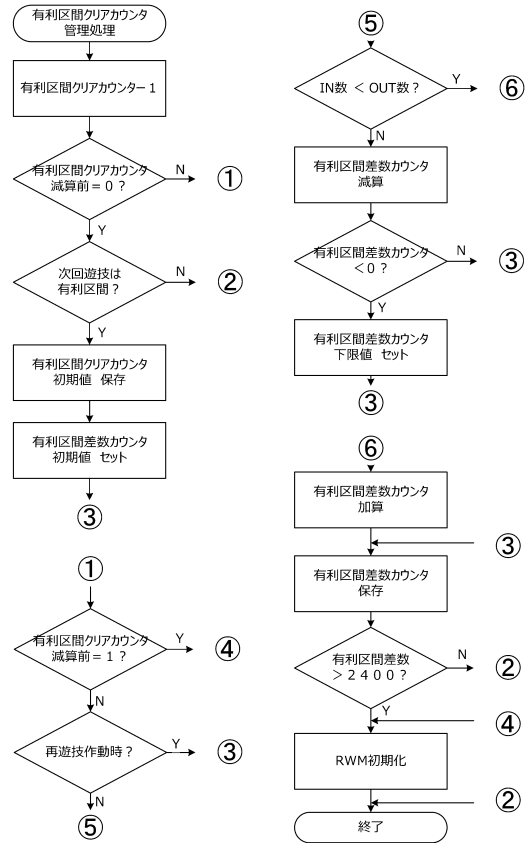 有利区間クリアカウンタ
管理処理
有利区間クリアカウンタ－１
有利区間クリアカウンタ
減算前＝０？
N
①
Y
次回遊技は
有利区間？
N
②
Y
有利区間クリアカウンタ
初期値　保存
有利区間差数カウンタ
初期値　セット
③
①
有利区間クリアカウンタ
減算前＝１？
Y
④
N
再遊技作動時？
Y
③
N
⑤
⑤
IN数 ＜ OUT数？
Y
⑥
N
有利区間差数カウンタ
減算
有利区間差数カウンタ
＜０？
N
③
Y
有利区間差数カウンタ
下限値　セット
③
⑥
有利区間差数カウンタ
加算
③
有利区間差数カウンタ
保存
有利区間差数
＞２４００？
N
②
Y
④
RWM初期化
②
終了